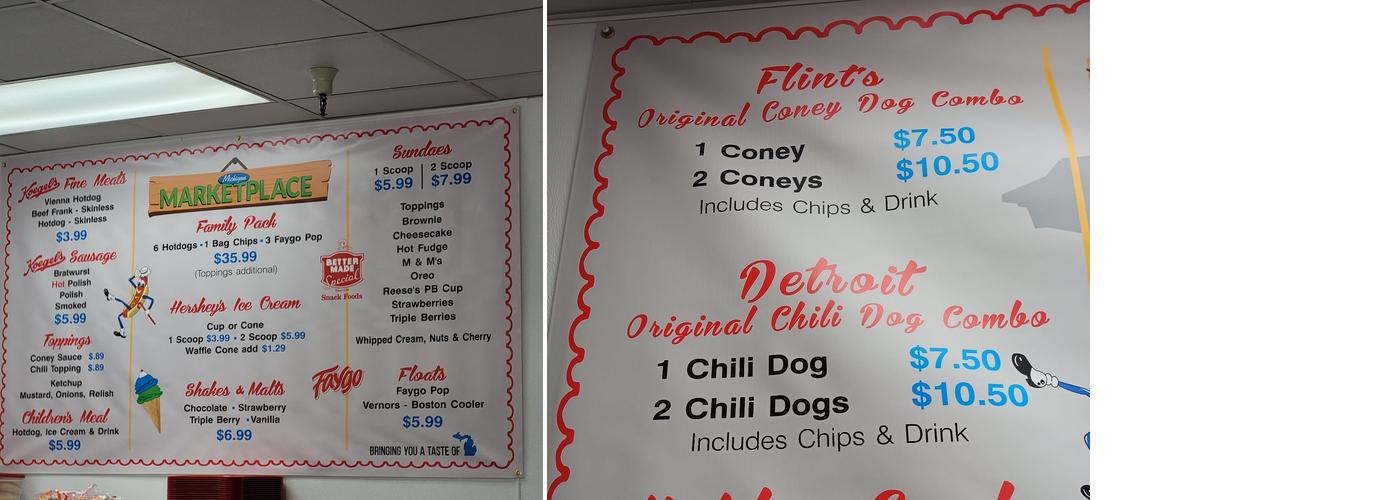 Koegel's Fine Meats
Vienna Hotdog
Beef Frank - Skinless
Hotdog - Skinless
$3.99
Koegel's Sausage
Bratwurst
Hot Polish
Polish
Smoked
$5.99
Toppings
Coney Sauce $.89
Chili Topping $.89
Ketchup
Mustard, Onions, Relish
Children's Meal
Hotdog, Ice Cream & Drink
$5.99
Michigan
MARKETPLACE
Family Pack
6 Hotdogs • 1 Bag Chips • 3 Faygo Pop
$35.99
(Toppings additional)
BETTER
MADE
Special
Snack Foods
Hershey's Ice Cream
Cup or Cone
1 Scoop $3.99 • 2 Scoop $5.99
Waffle Cone add $1.29
Shakes & Malts
Chocolate • Strawberry
Triple Berry • Vanilla
$6.99
Faygo
Sundaes
1 Scoop 2 Scoop
$5.99 $7.99
Toppings
Brownie
Cheesecake
Hot Fudge
M & M's
Oreo
Reese's PB Cup
Strawberries
Triple Berries
Whipped Cream, Nuts & Cherry
Floats
Faygo Pop
Vernors - Boston Cooler
$5.99
BRINGING YOU A TASTE OF
Flint's
Original Coney Dog Combo
1 Coney $7.50
2 Coneys $10.50
Includes Chips & Drink
Detroit
Original Chili Dog Combo
1 Chili Dog $7.50
2 Chili Dogs $10.50
Includes Chips & Drink